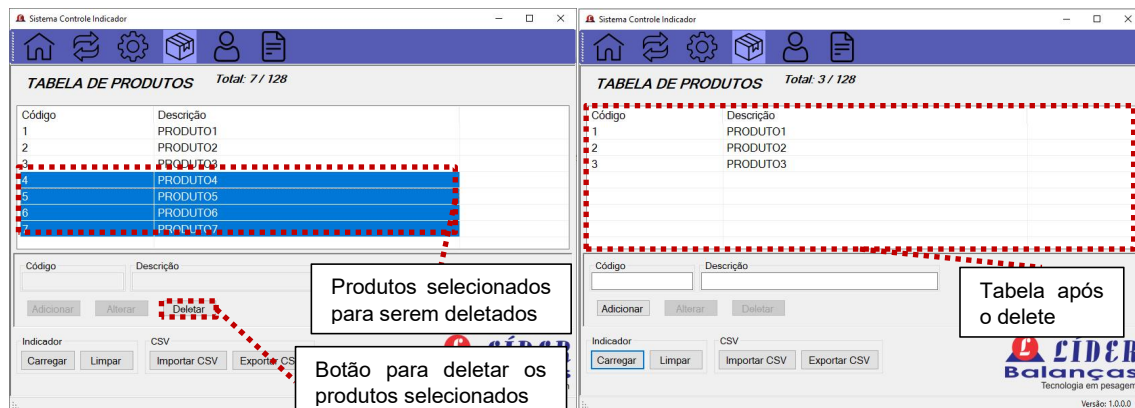 Sistema Controle Indicador
TABELA DE PRODUTOS Total: 7 / 128
Código Descrição
1 PRODUTO1
2 PRODUTO2
3 PRODUTO3
4 PRODUTO4
5 PRODUTO5
6 PRODUTO6
7 PRODUTO7
Código Descrição
Adicionar Alterar Deletar
Produtos selecionados
para serem deletados
Indicador CSV
Carregar Limpar Importar CSV Exportar CS
LÍDER
Botão para deletar os
produtos selecionados
Sistema Controle Indicador
TABELA DE PRODUTOS Total: 3 / 128
Código Descrição
1 PRODUTO1
2 PRODUTO2
3 PRODUTO3
Código Descrição
Adicionar Alterar Deletar
Tabela após
o delete
Indicador CSV
Carregar Limpar Importar CSV Exportar CSV
LÍDER
Balanças
Tecnologia em pesagem
Versão: 1.0.0.0